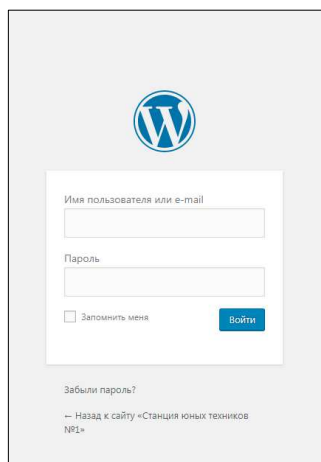 Имя пользователя или e-mail
Пароль
Запомнить меня
Войти
Забыли пароль?
← Назад к сайту «Станция юных техников
№1»